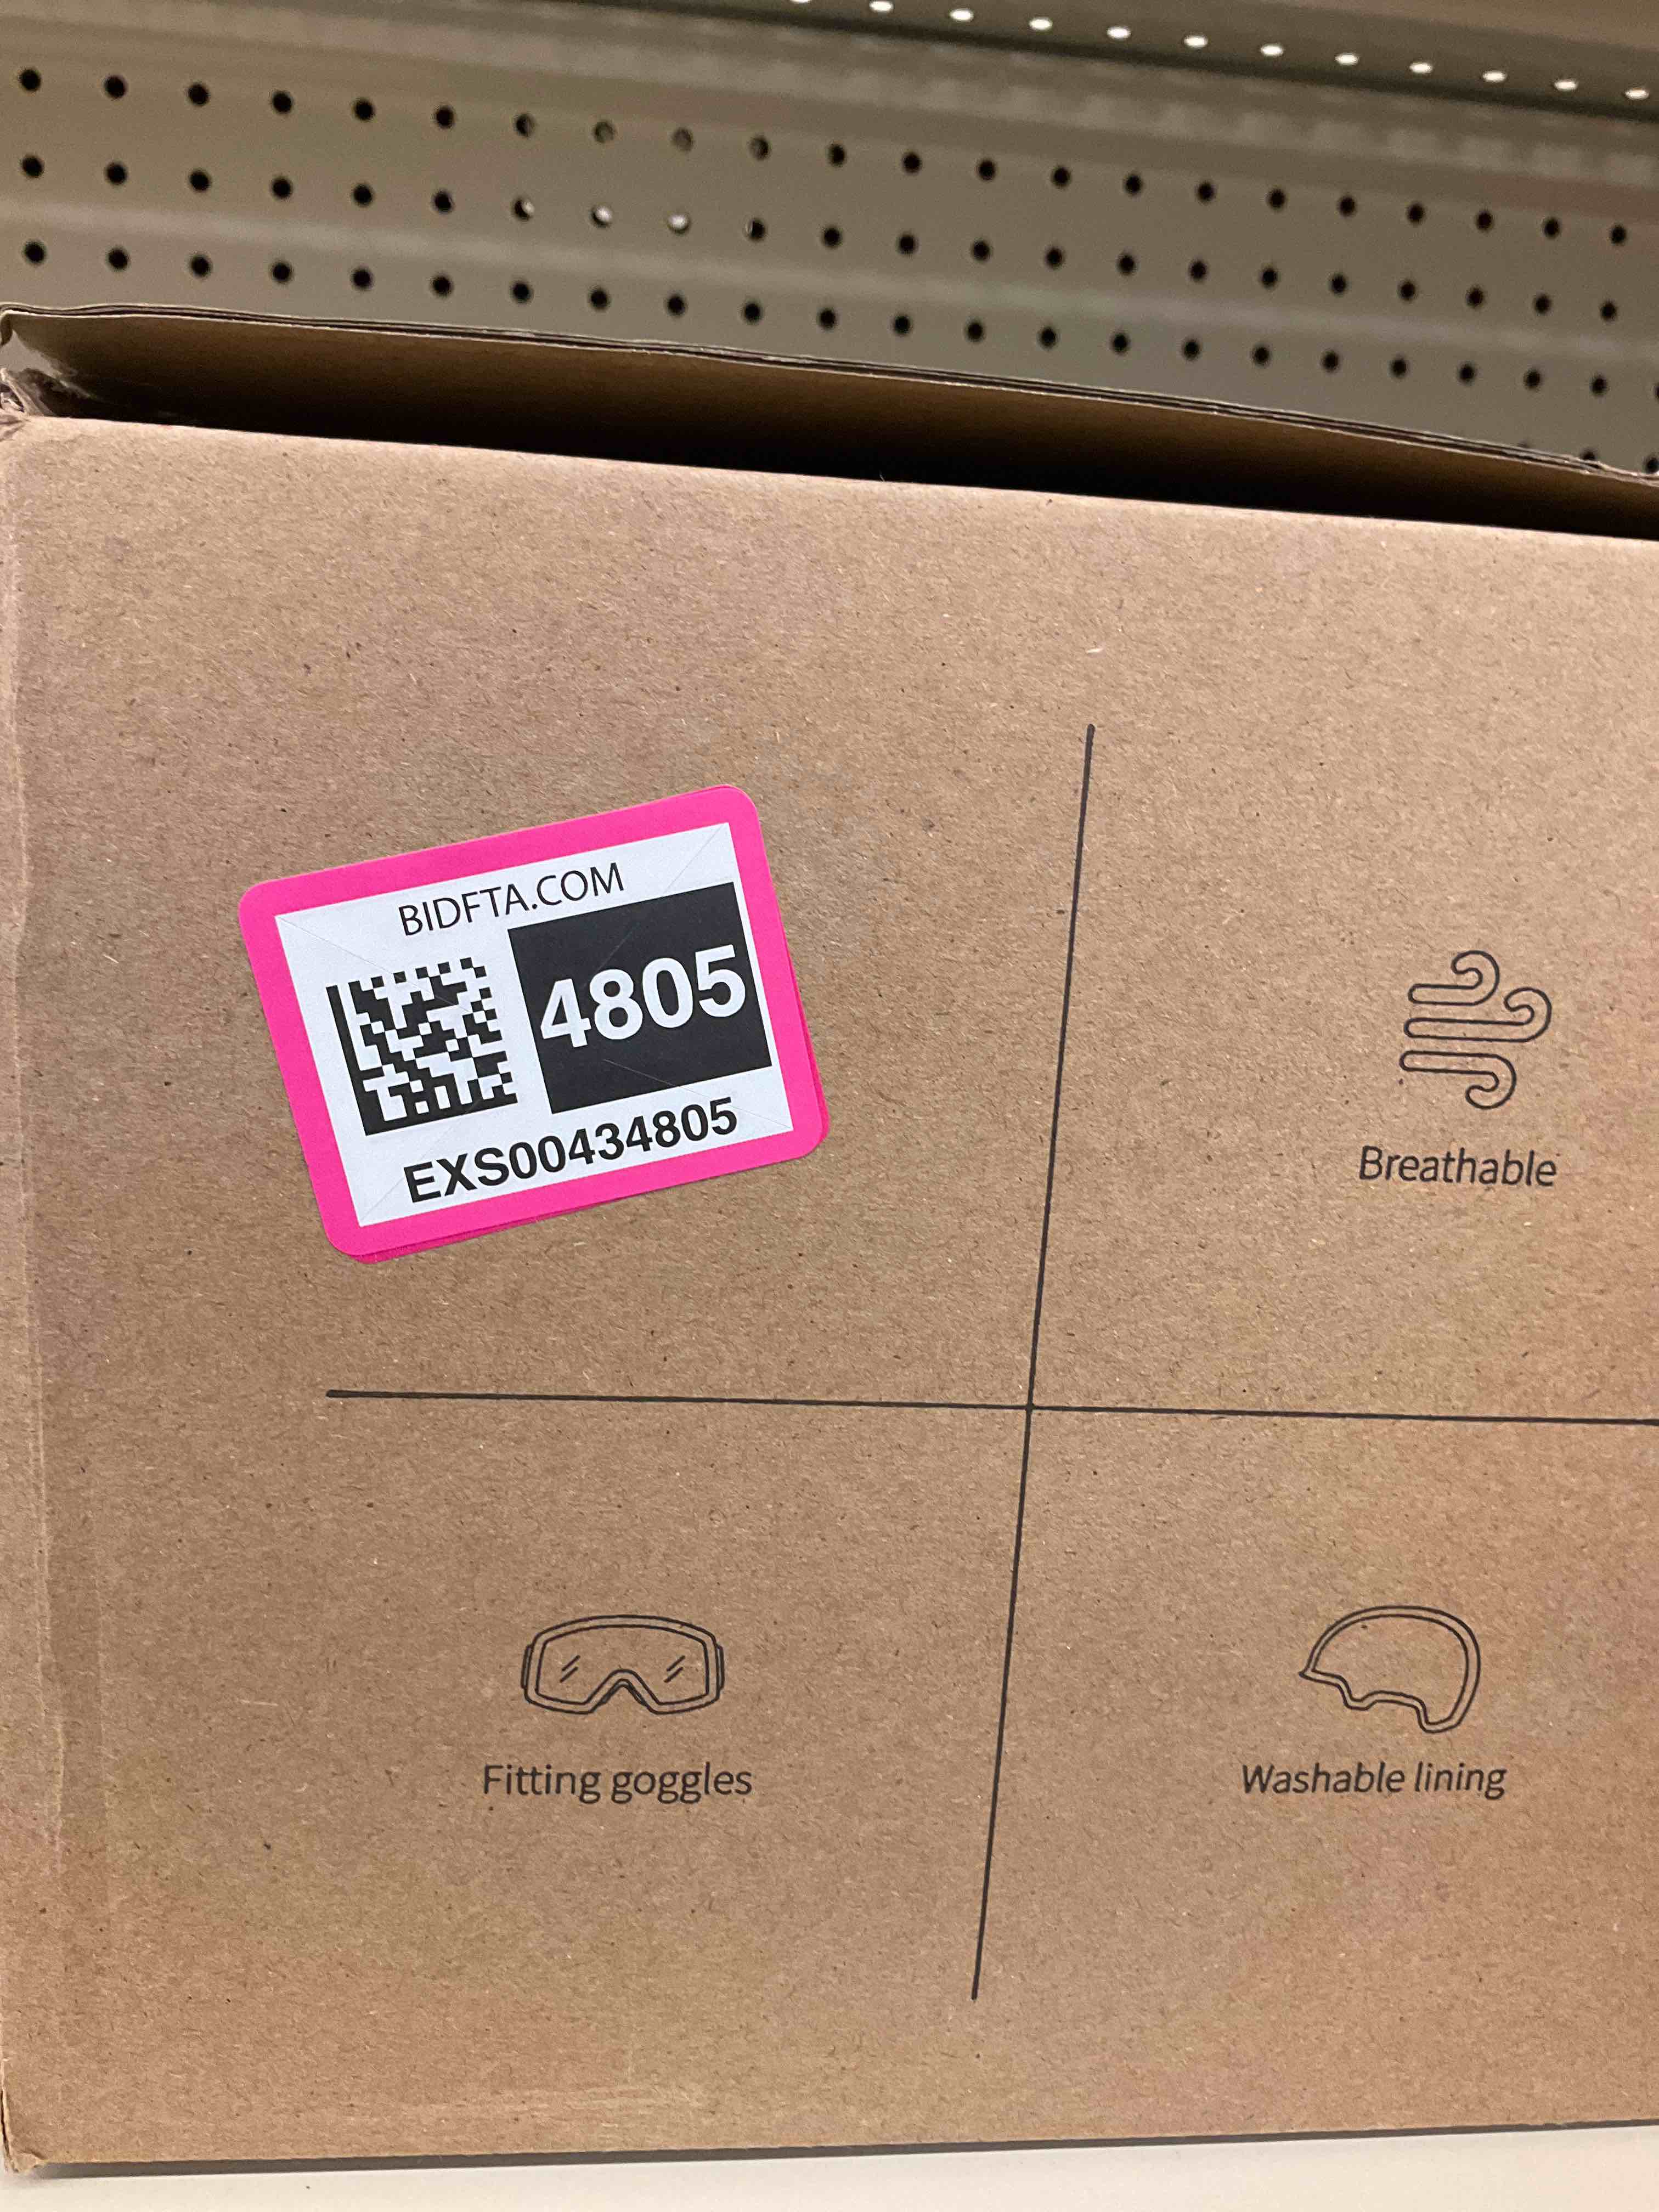 BIDFTA.COM
4805
EXS00434805
Breathable
Fitting goggles
Washable lining